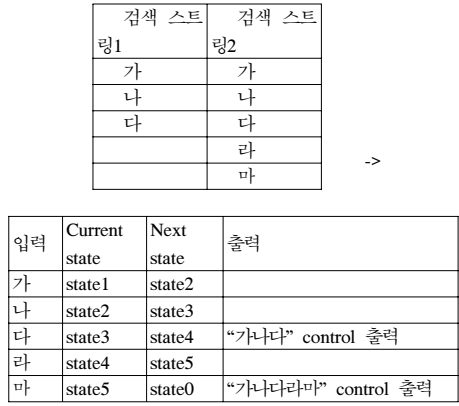 검색 스트링1 검색 스트링2
가 가
나 나
다 다
라
마
->
입력 Current state Next state 출력
가 state1 state2
나 state2 state3
다 state3 state4 “가나다” control 출력
라 state4 state5
마 state5 state0 “가나다라마” control 출력